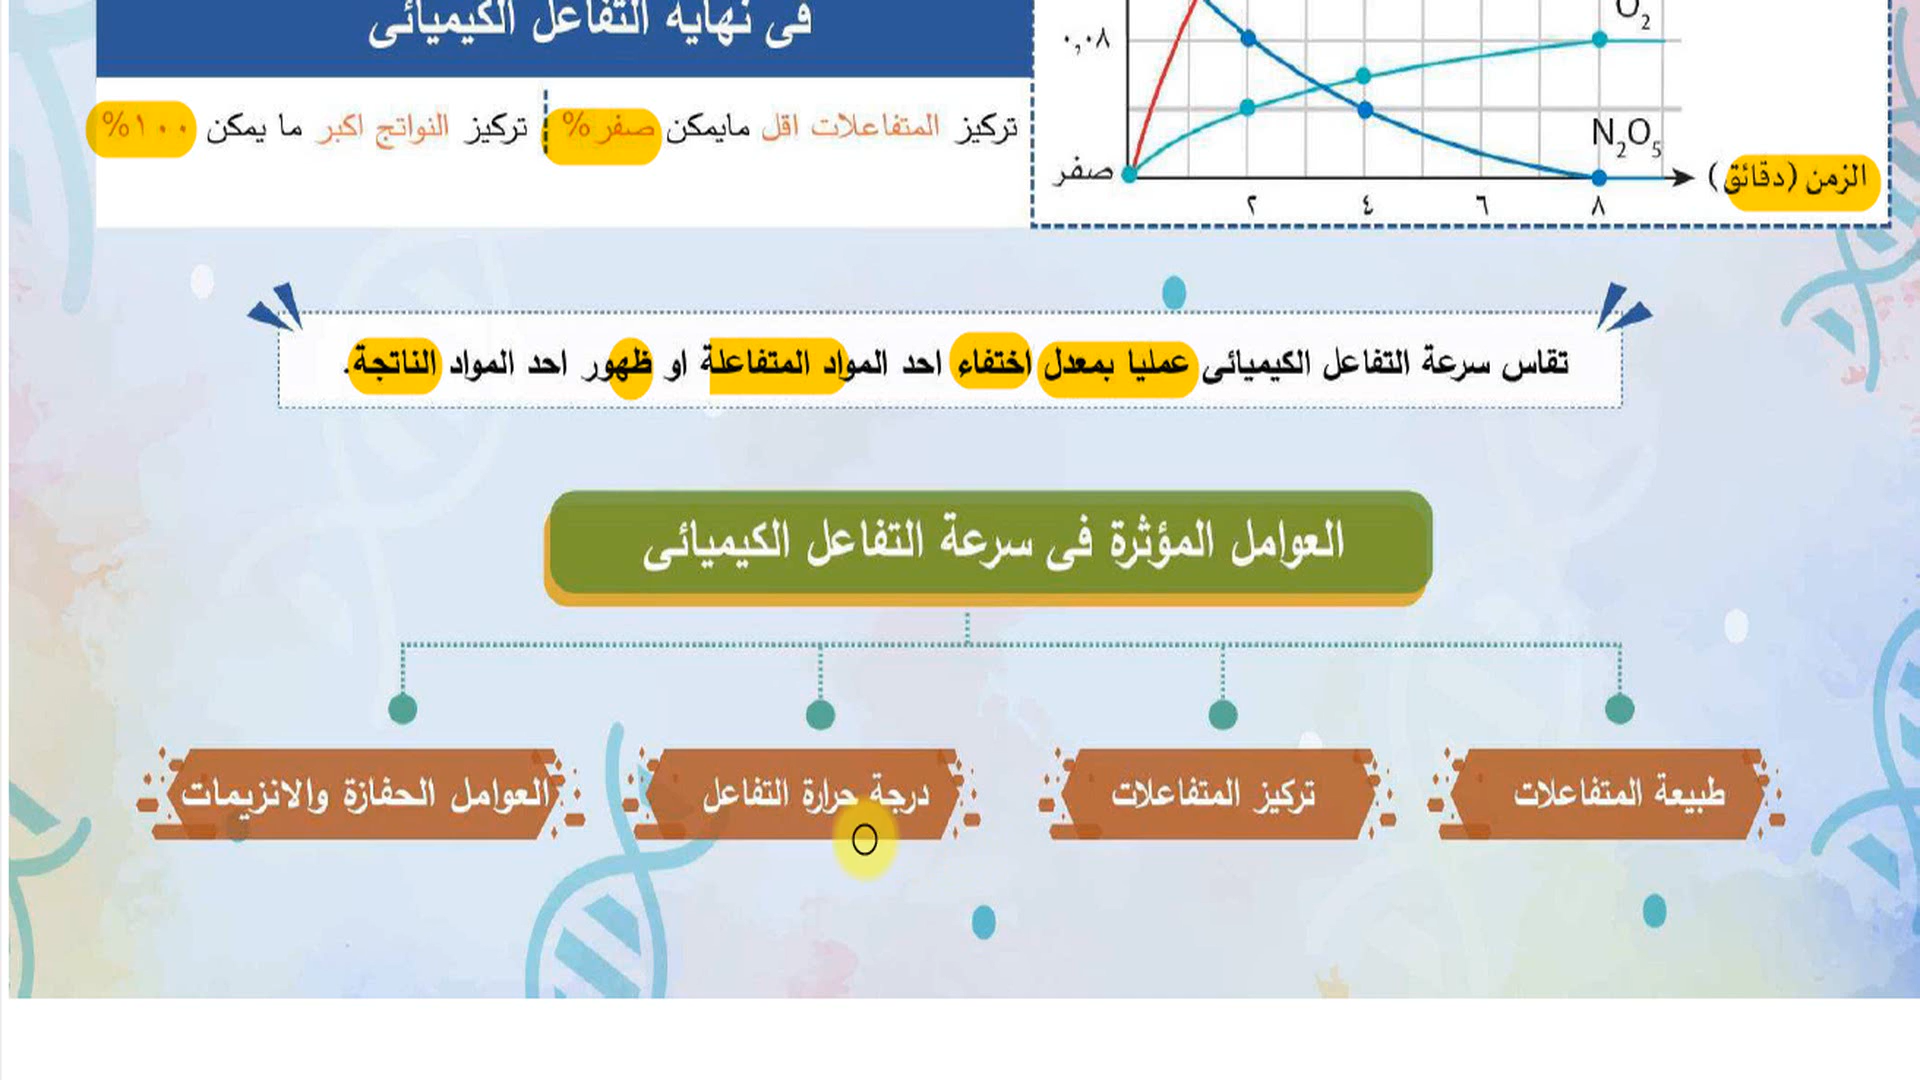 فى نهاية التفاعل الكيميائى
تركيز المتفاعلات اقل مايمكن صفر %
تركيز النواتج اكبر ما يمكن ١٠٠%
O2
٠,٠٨
N2O5
صفر
الزمن (دقائق)
٢ ٤ ٦ ٨
تقاس سرعة التفاعل الكيميائى عمليا بمعدل اختفاء احد المواد المتفاعلة او ظهور احد المواد الناتجة.
العوامل المؤثرة فى سرعة التفاعل الكيميائى
طبيعة المتفاعلات
تركيز المتفاعلات
درجة حرارة التفاعل
العوامل الحفازة والانزيمات